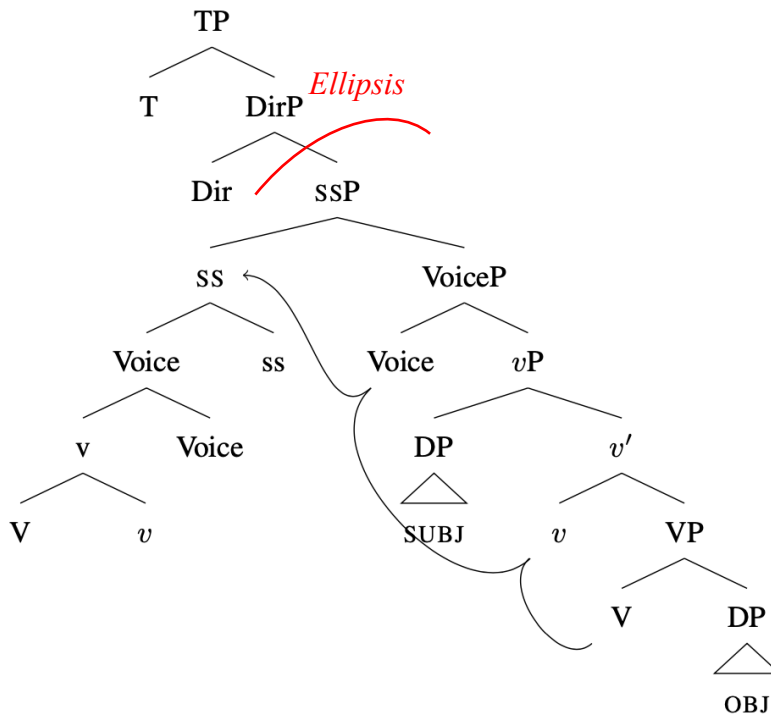 TP
T DirP Ellipsis
Dir ssP
ss VoiceP
Voice ss Voice vP
v Voice DP v′
V v SUBJ v VP
V DP
OBJ